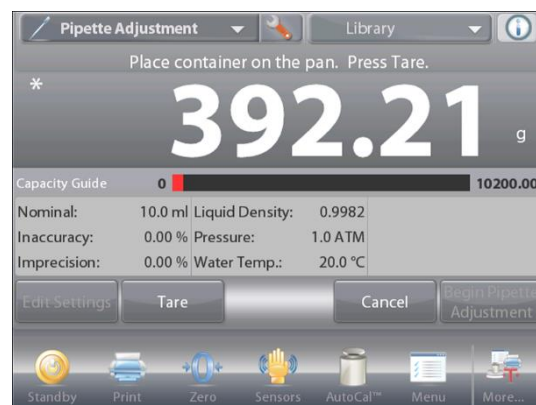 Pipette Adjustment Library
Place container on the pan. Press Tare.
*
392.21 g
Capacity Guide 0 10200.00
Nominal: 10.0 ml Liquid Density: 0.9982
Inaccuracy: 0.00 % Pressure: 1.0 ATM
Imprecision: 0.00 % Water Temp.: 20.0 °C
Edit Settings Tare Cancel Begin Pipette
Adjustment
Standby Print Zero Sensors AutoCal™ Menu More...